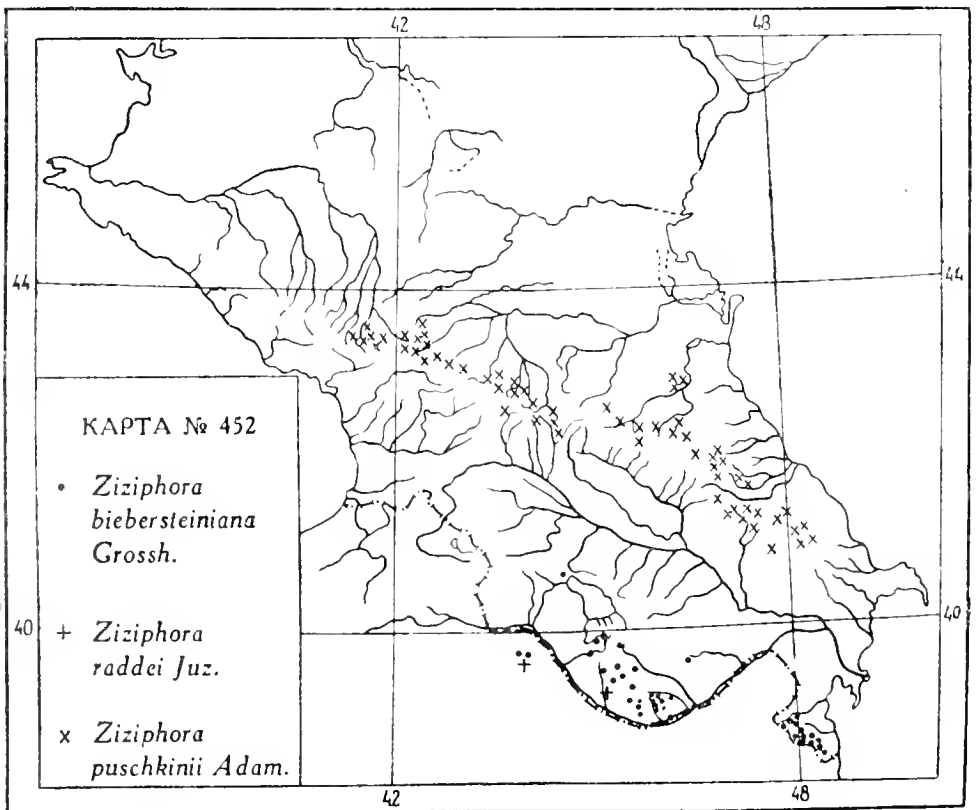 42 48
44 44
КАРТА № 452
• Ziziphora
biebersteiniana
Grossh.
40 40
+ Ziziphora
raddei Juz.
x Ziziphora
puschkinii Adam.
42 48